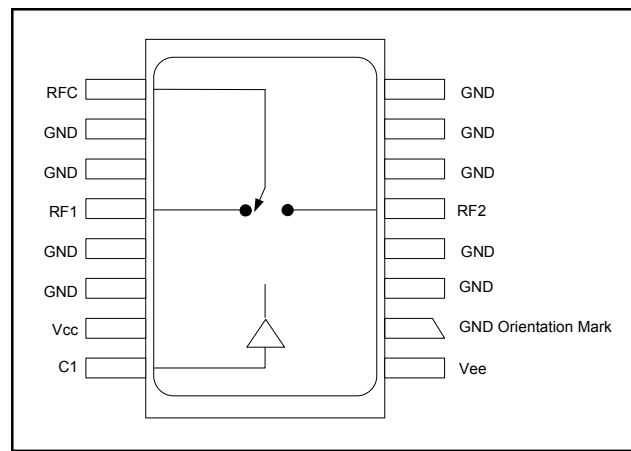 RFC
GND
GND
RF1
GND
GND
Vcc
C1
GND
GND
GND
RF2
GND
GND
GND Orientation Mark
Vee